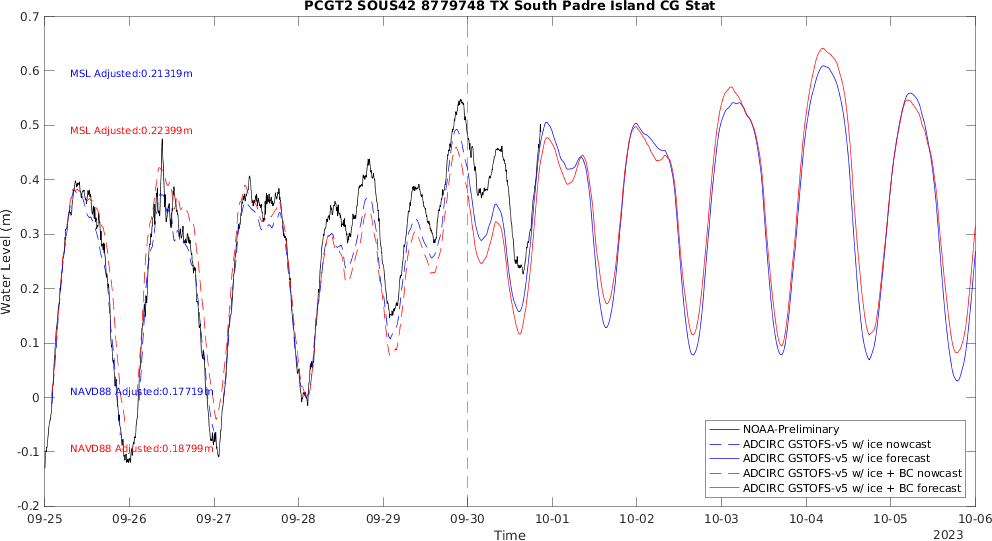 PCGT2 SOUS42 8779748 TX South Padre Island CG Stat
0.7
0.6
0.5
0.4
0.3
0.2
0.1
0
-0.1
-0.2
Water Level (m)
MSL Adjusted:0.21319m
MSL Adjusted:0.22399m
NAVD88 Adjusted:0.17719m
NAVD88 Adjusted:0.18799m
NOAA-Preliminary
ADCIRC GSTOFS-v5 w/ ice nowcast
ADCIRC GSTOFS-v5 w/ ice forecast
ADCIRC GSTOFS-v5 w/ ice + BC nowcast
ADCIRC GSTOFS-v5 w/ ice + BC forecast
09-25 09-26 09-27 09-28 09-29 09-30 10-01 10-02 10-03 10-04 10-05 10-06
Time
2023